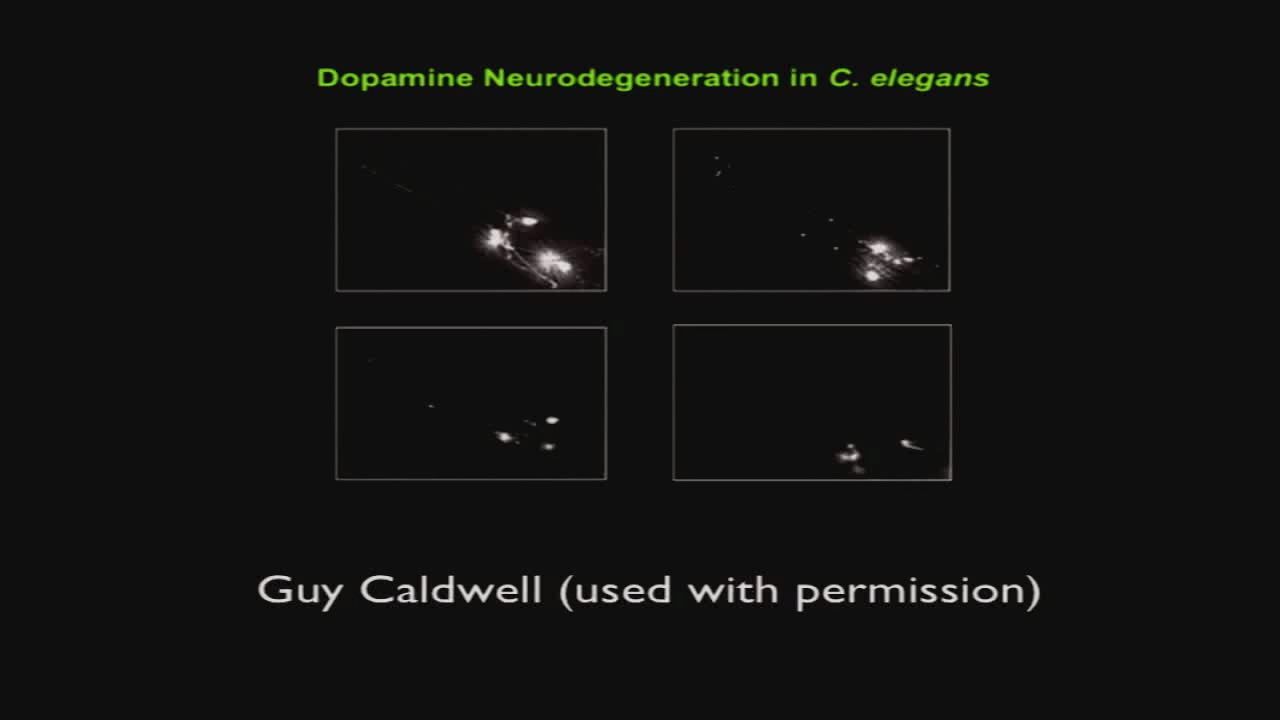 Dopamine Neurodegeneration in C. elegans
Guy Caldwell (used with permission)